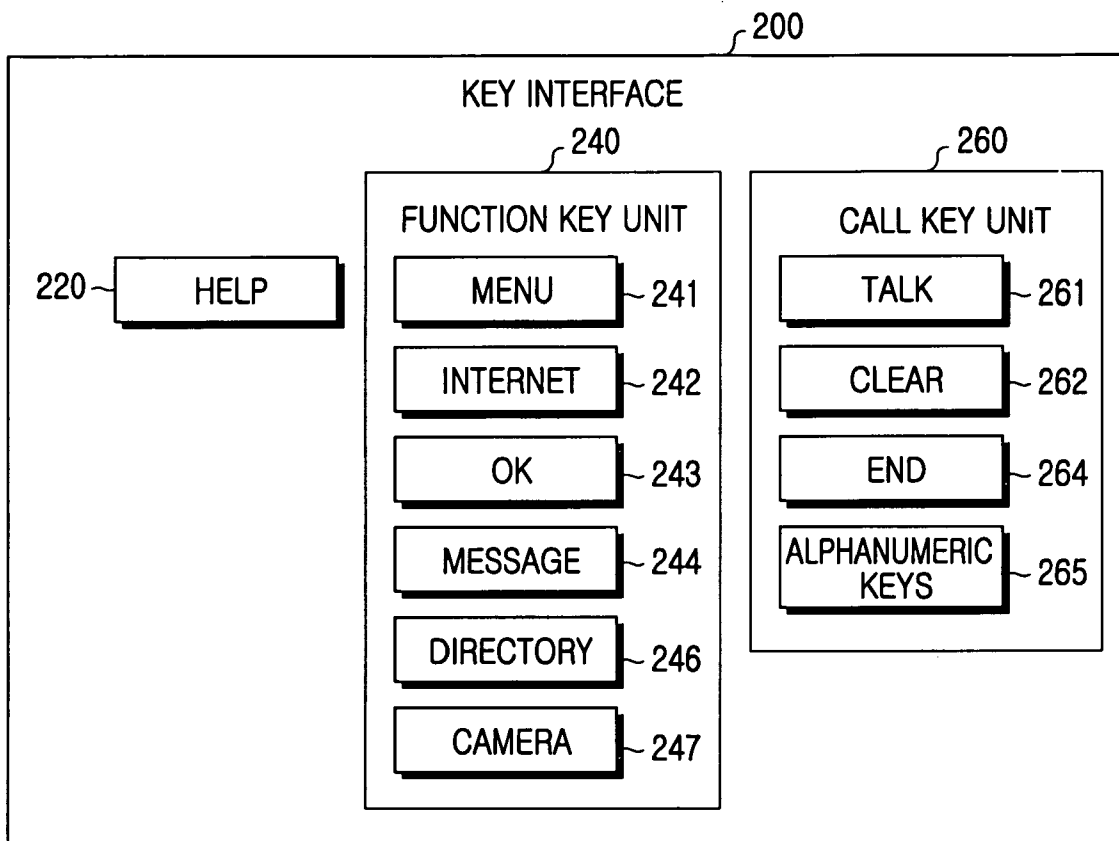 200
KEY INTERFACE
240
FUNCTION KEY UNIT
220
HELP
MENU
241
INTERNET
242
OK
243
MESSAGE
244
DIRECTORY
246
CAMERA
247
260
CALL KEY UNIT
TALK
261
CLEAR
262
END
264
ALPHANUMERIC
KEYS
265